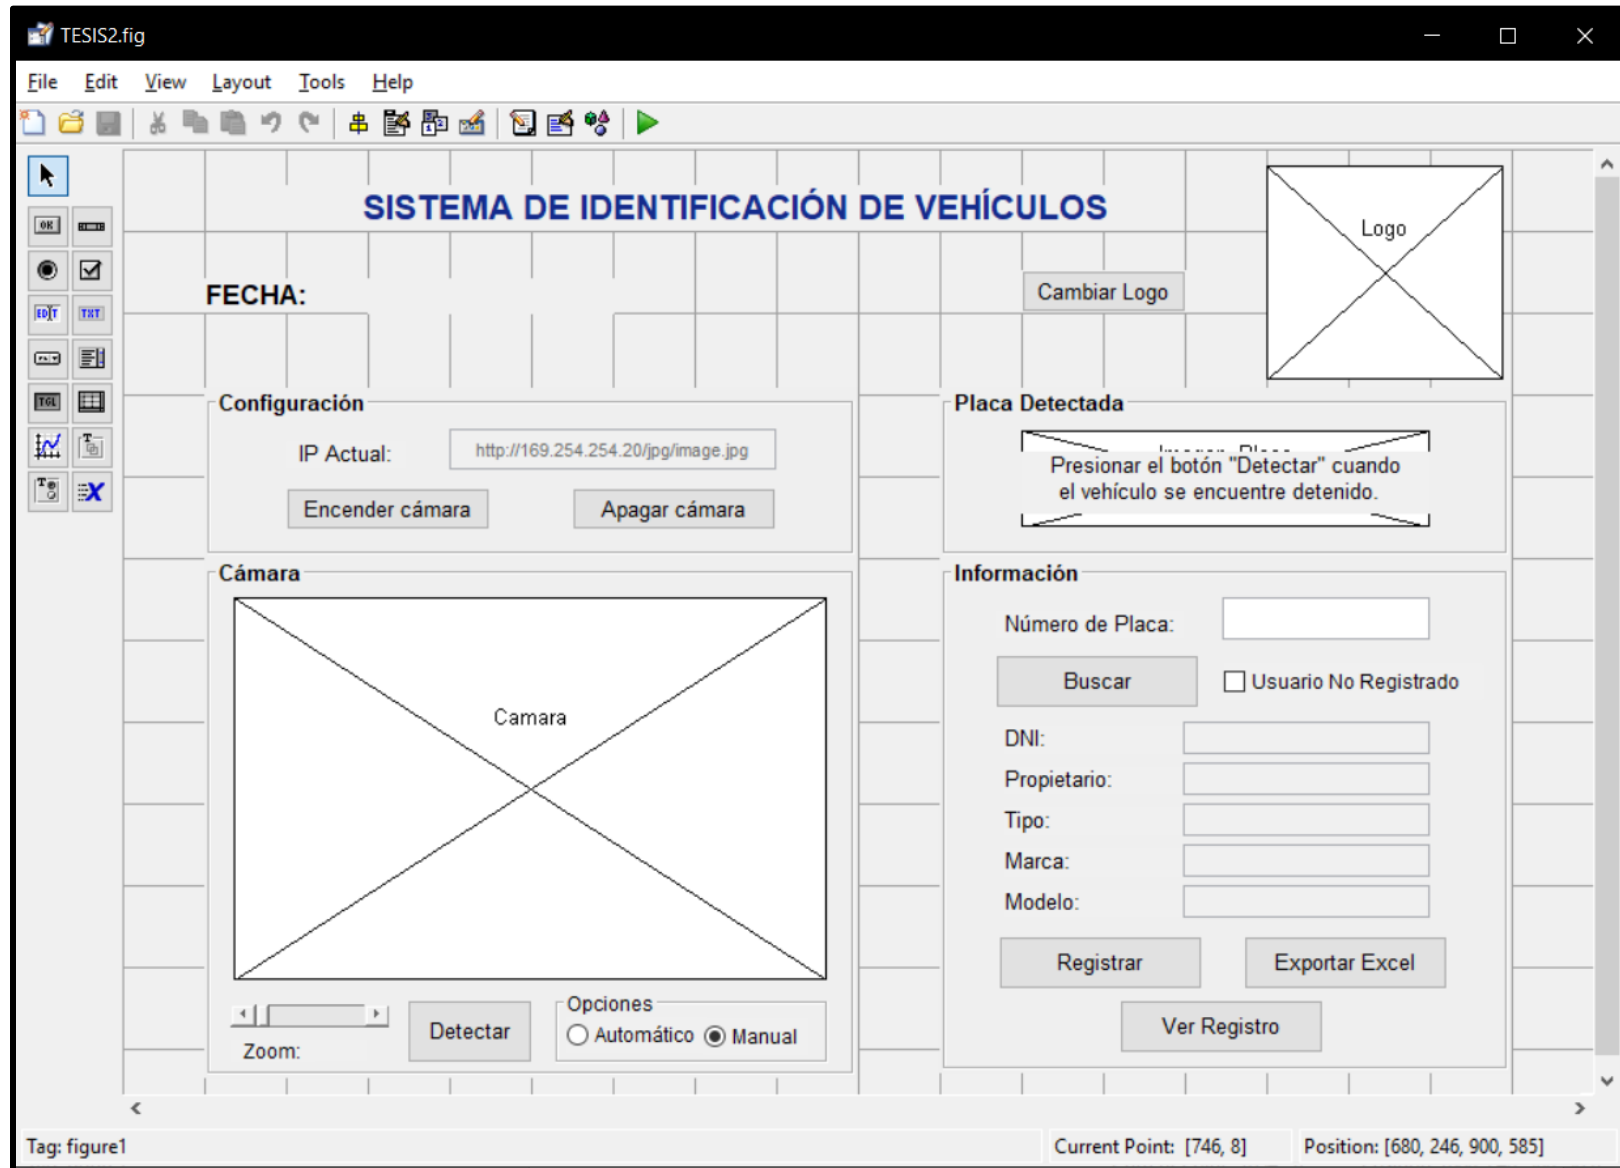 TESIS2.fig
File Edit View Layout Tools Help
SISTEMA DE IDENTIFICACIÓN DE VEHÍCULOS
Logo
FECHA:
Cambiar Logo
Configuración
IP Actual:
http://169.254.254.20/jpg/image.jpg
Encender cámara
Apagar cámara
Placa Detectada
Presionar el botón "Detectar" cuando
el vehículo se encuentre detenido.
Cámara
Camara
Zoom:
Detectar
Opciones
Automático
Manual
Información
Número de Placa:
Buscar
Usuario No Registrado
DNI:
Propietario:
Tipo:
Marca:
Modelo:
Registrar
Exportar Excel
Ver Registro
OK
EDIT
TXT
TGL
Tag: figure1
Current Point: [746, 8]
Position: [680, 246, 900, 585]